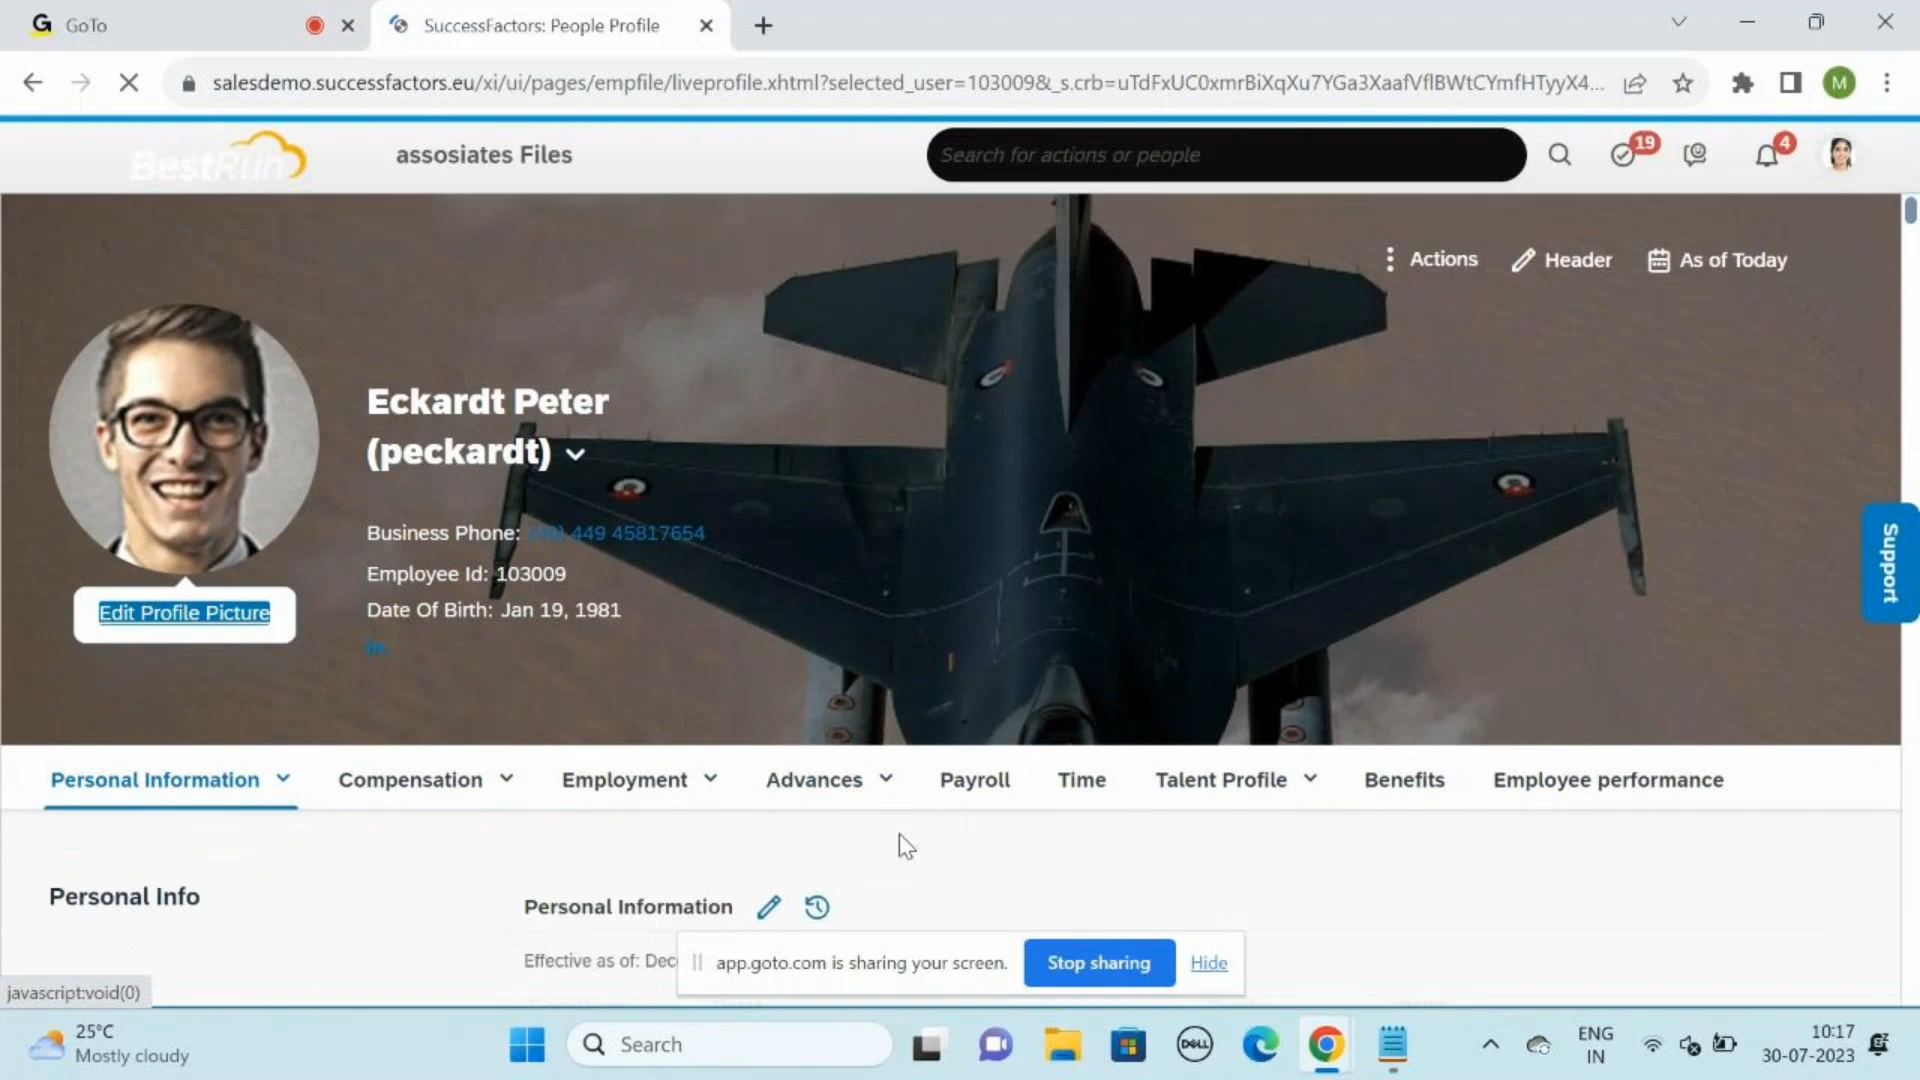 GoTo
SuccessFactors: People Profile
salesdemo.successfactors.eu/xi/ui/pages/empfile/liveprofile.xhtml?selected_user=103009&_s.crb=uTdFxUC0xmrBiXqXu7YGa3XaafVflBWtCYmfHTyyX4...
M
BestRun
assosiates Files
Search for actions or people
19
4
Actions
Header
As of Today
Eckardt Peter
(peckardt)
Business Phone: 449 45817654
Employee Id: 103009
Date Of Birth: Jan 19, 1981
in
Edit Profile Picture
Support
Personal Information
Compensation
Employment
Advances
Payroll
Time
Talent Profile
Benefits
Employee performance
Personal Info
Personal Information
Effective as of: Dec
app.goto.com is sharing your screen.
Stop sharing
Hide
javascript:void(0)
25°C
Mostly cloudy
Search
DELL
ENG
IN
10:17
30-07-2023